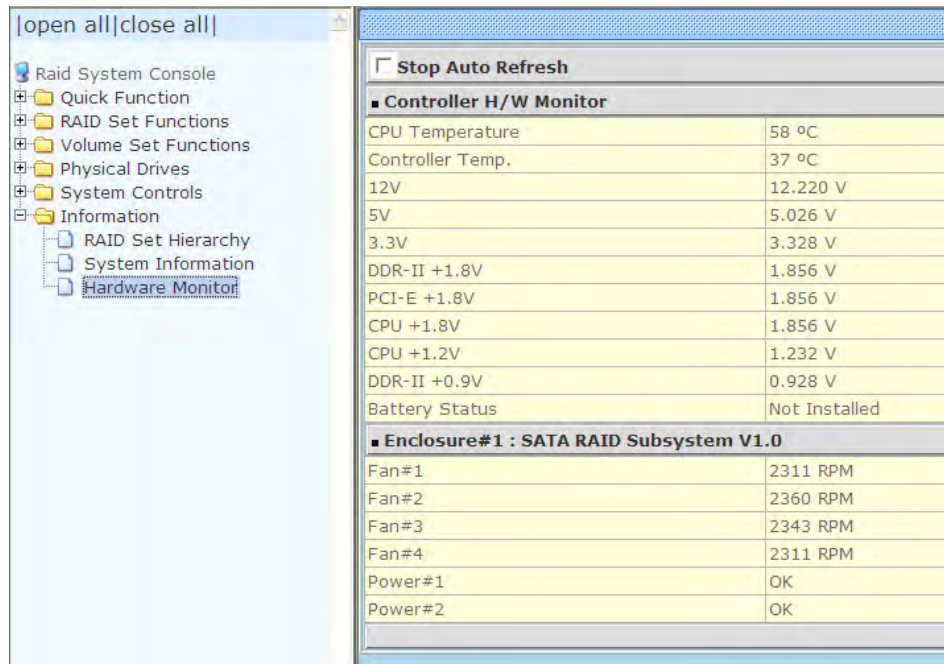 |open all|close all|
Raid System Console
Quick Function
RAID Set Functions
Volume Set Functions
Physical Drives
System Controls
Information
RAID Set Hierarchy
System Information
Hardware Monitor
Stop Auto Refresh
Controller H/W Monitor
CPU Temperature 58 ºC
Controller Temp. 37 ºC
12V 12.220 V
5V 5.026 V
3.3V 3.328 V
DDR-II +1.8V 1.856 V
PCI-E +1.8V 1.856 V
CPU +1.8V 1.856 V
CPU +1.2V 1.232 V
DDR-II +0.9V 0.928 V
Battery Status Not Installed
Enclosure#1 : SATA RAID Subsystem V1.0
Fan#1 2311 RPM
Fan#2 2360 RPM
Fan#3 2343 RPM
Fan#4 2311 RPM
Power#1 OK
Power#2 OK